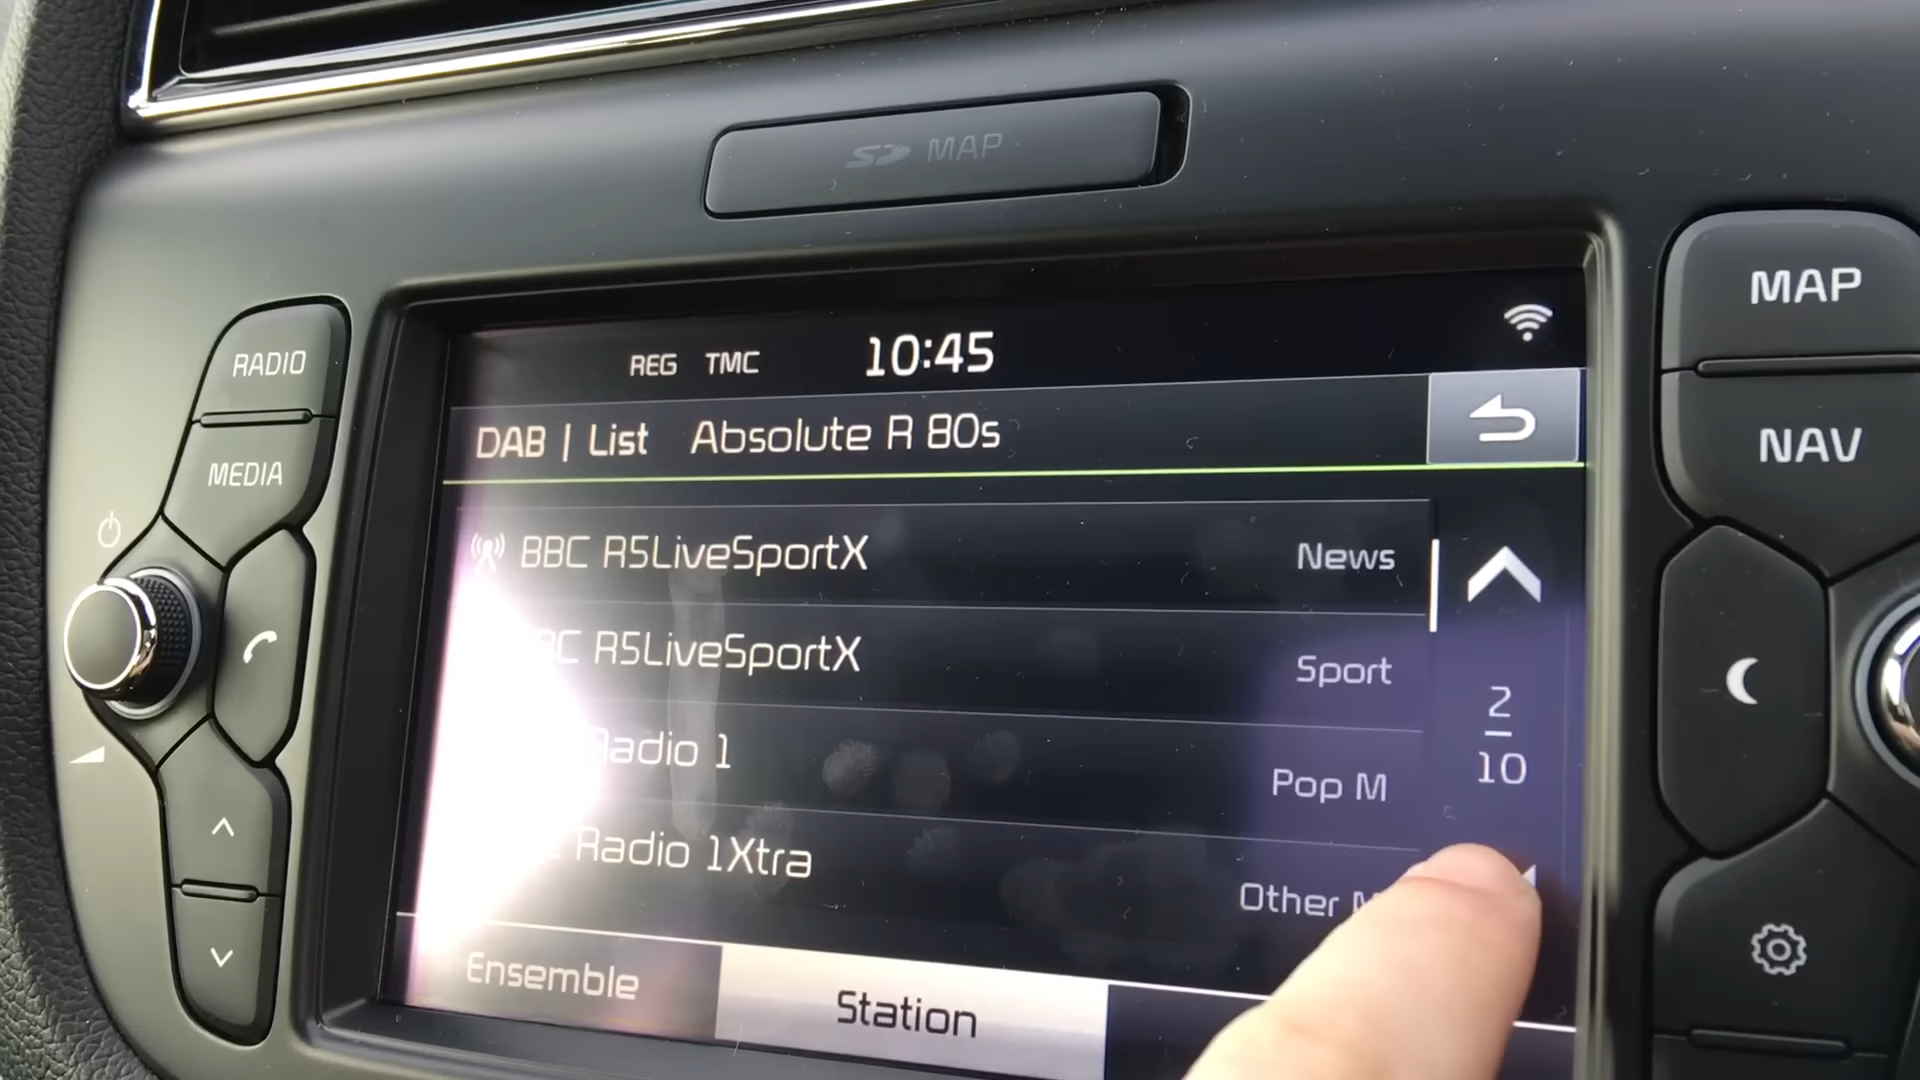 SD MAP
MAP
NAV
RADIO
MEDIA
REG TMC 10:45
DAB | List Absolute R 80s
BBC R5LiveSportX News
R5LiveSportX Sport
Radio 1 Pop M
Radio 1Xtra Other
2
10
Ensemble Station